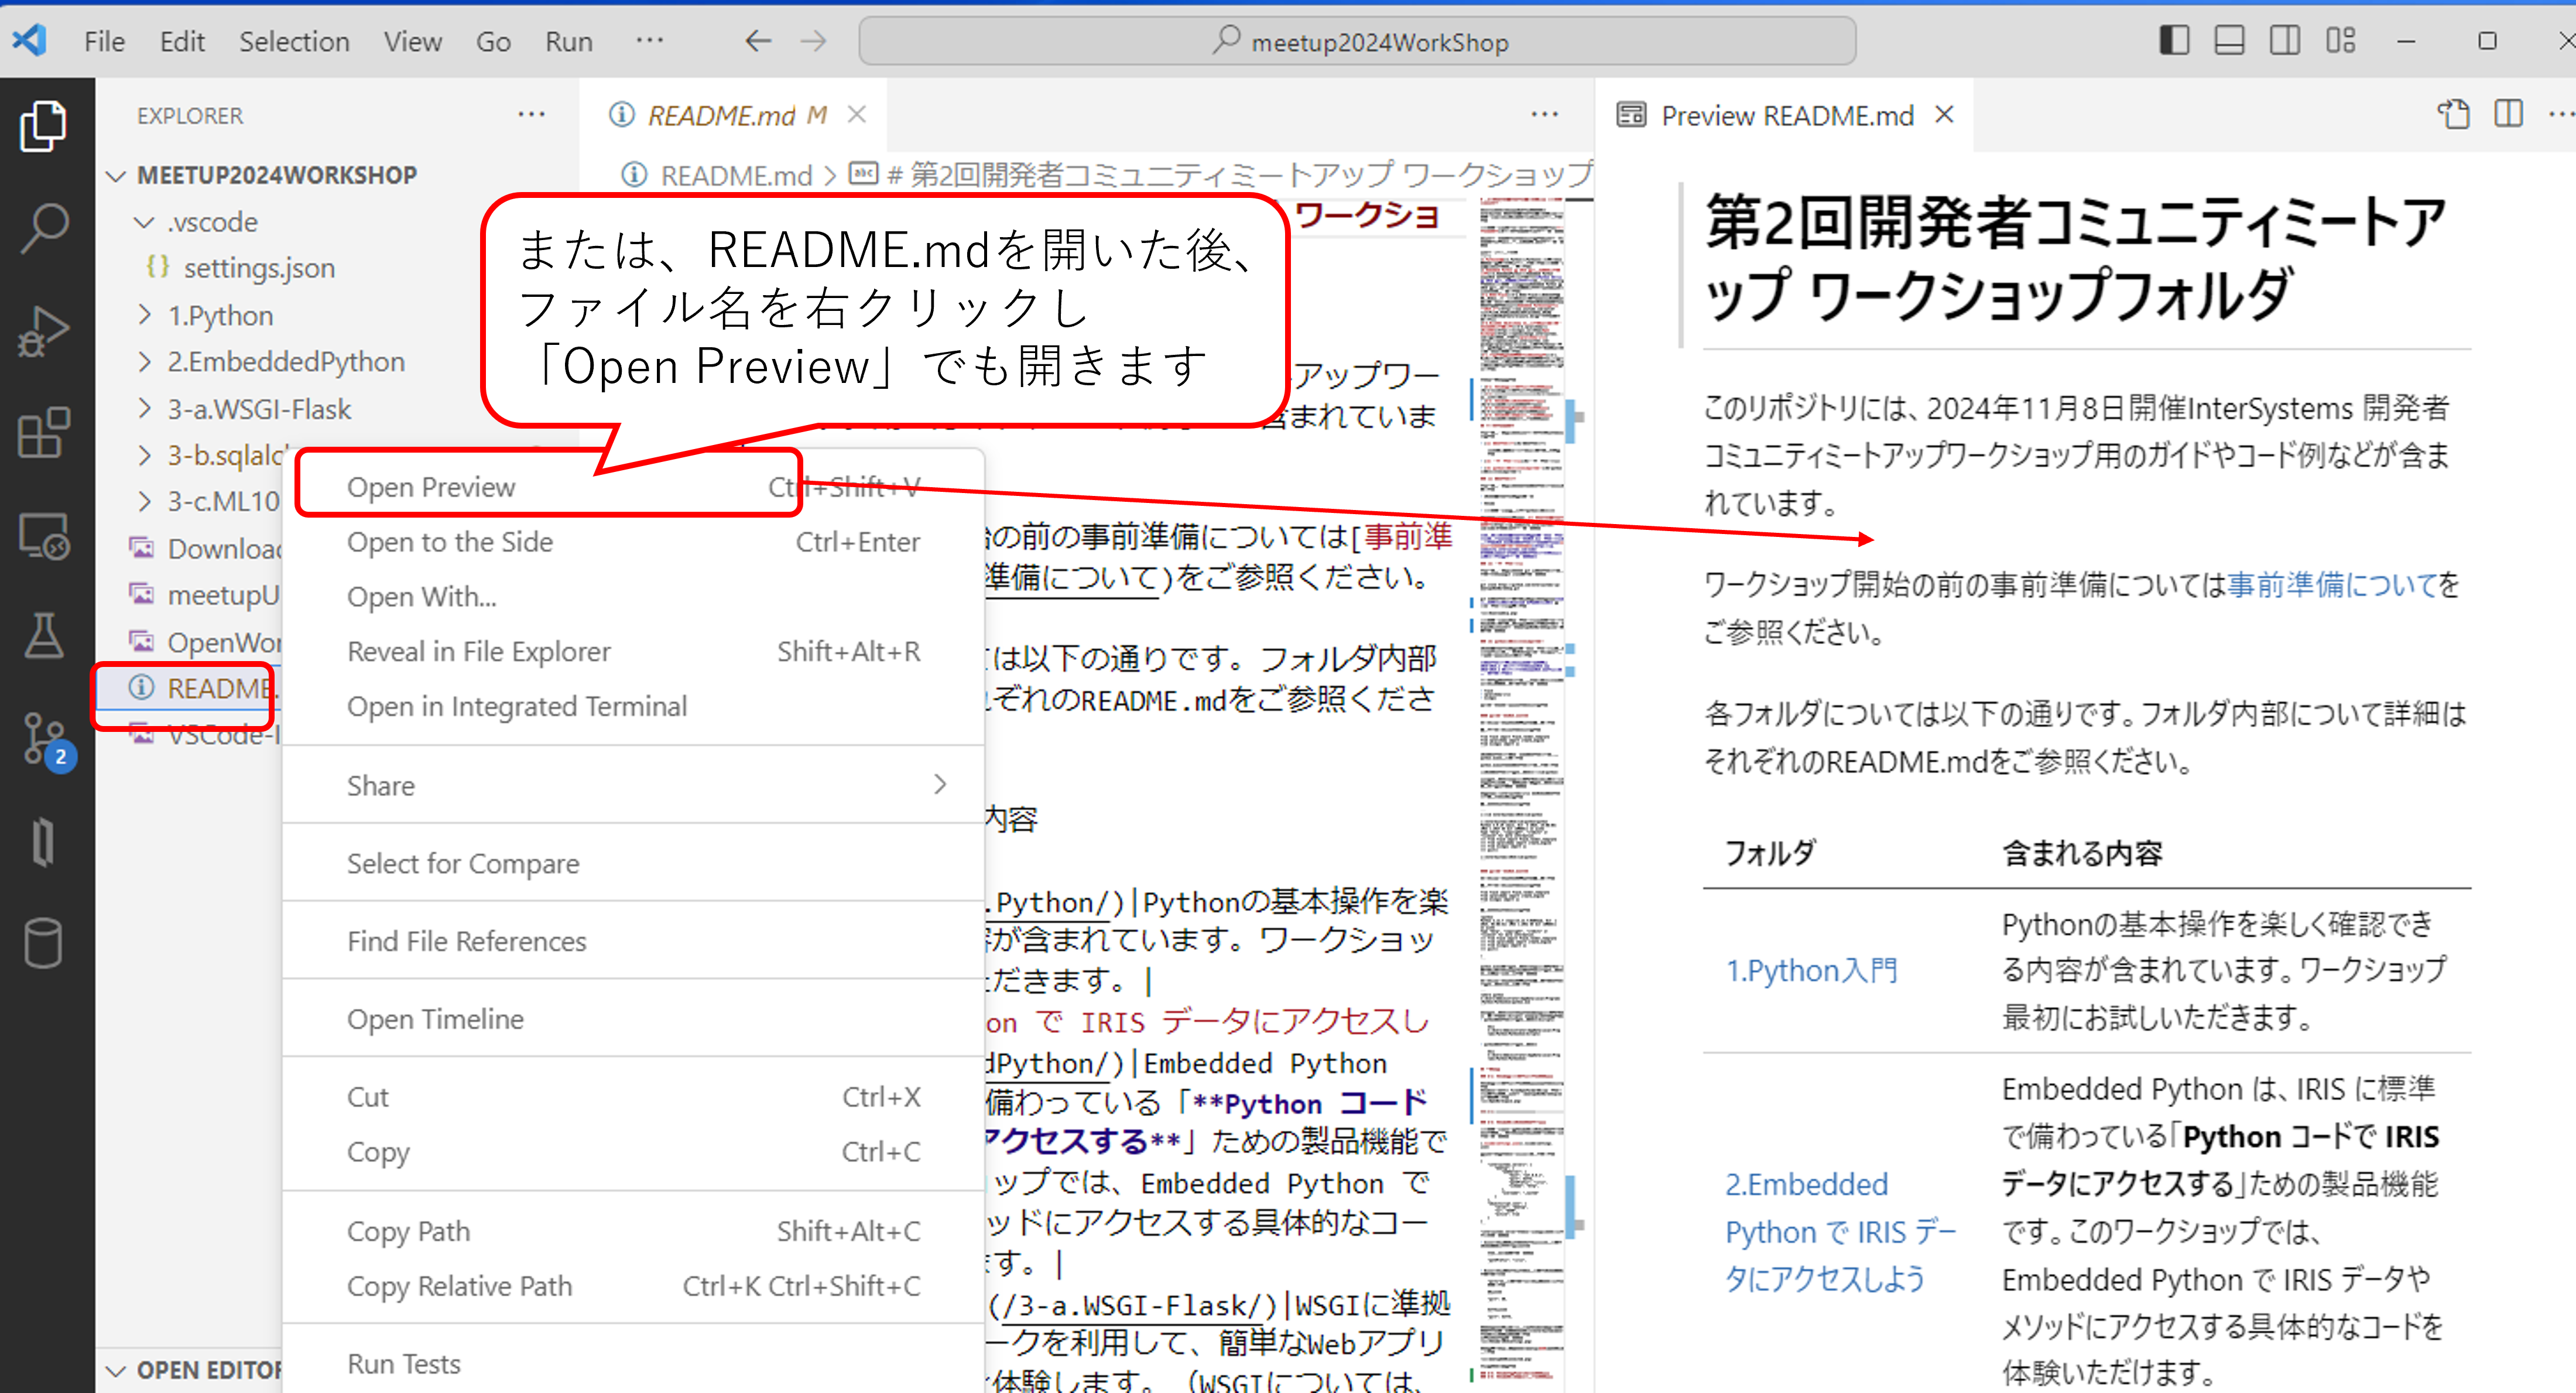 File Edit Selection View Go Run ···
meetup2024WorkShop
EXPLORER
MEETUP2024WORKSHOP
.vscode
{} settings.json
1.Python
2.EmbeddedPython
3-a.WSGI-Flask
3-b.sqlalc
3-c.ML10
Downloa
meetupU
OpenWor
README.
VSCode-I
2
OPEN EDITOR
README.md M
README.md > # 第2回開発者コミュニティミートアップ ワークショップ
または、README.mdを開いた後、
ファイル名を右クリックし
「Open Preview」でも開きます
Open Preview Ctrl+Shift+V
Open to the Side Ctrl+Enter
Open With...
Reveal in File Explorer Shift+Alt+R
Open in Integrated Terminal
Share
Select for Compare
Find File References
Open Timeline
Cut Ctrl+X
Copy Ctrl+C
Copy Path Shift+Alt+C
Copy Relative Path Ctrl+K Ctrl+Shift+C
Run Tests
ワークショ
アップワー
含まれていま
の前の事前準備については[事前準
準備について)をご参照ください。
は以下の通りです。フォルダ内部
ぞれのREADME.mdをご参照くださ
内容
.Python/)|Pythonの基本操作を楽
が含まれています。ワークショッ
だきます。|
on で IRIS データにアクセスし
dPython/)|Embedded Python
備わっている「**Python コード
アクセスする**」ための製品機能で
ップでは、Embedded Python で
ッドにアクセスする具体的なコー
す。|
(/3-a.WSGI-Flask/)|WSGIに準拠
ークを利用して、簡単なWebアプリ
体験します。（WSGIについては、
Preview README.md
第2回開発者コミュニティミートア
ップ ワークショップフォルダ
このリポジトリには、2024年11月8日開催InterSystems 開発者
コミュニティミートアップワークショップ用のガイドやコード例などが含ま
れています。
ワークショップ開始の前の事前準備については事前準備についてを
ご参照ください。
各フォルダについては以下の通りです。フォルダ内部について詳細は
それぞれのREADME.mdをご参照ください。
フォルダ 含まれる内容
1.Python入門
Pythonの基本操作を楽しく確認でき
る内容が含まれています。ワークショップ
最初にお試しいただきます。
2.Embedded
Python で IRIS デー
タにアクセスしよう
Embedded Python は、IRIS に標準
で備わっている「Python コードで IRIS
データにアクセスする」ための製品機能
です。このワークショップでは、
Embedded Python で IRIS データや
メソッドにアクセスする具体的なコードを
体験いただけます。